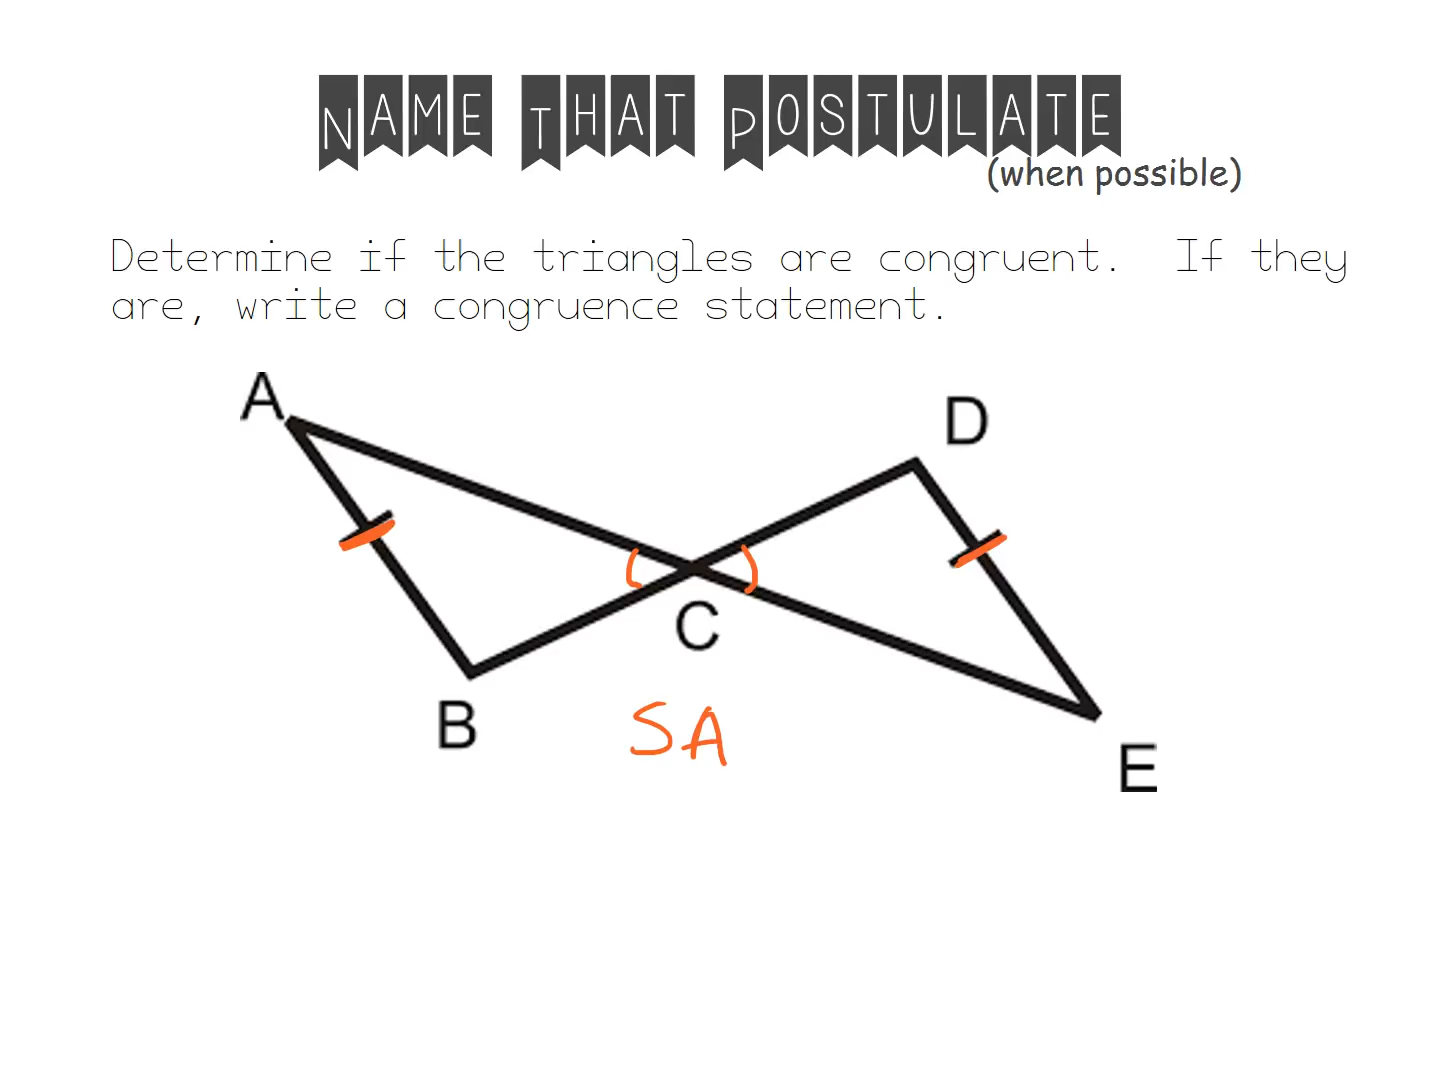 NAME THAT POSTULATE
(when possible)
Determine if the triangles are congruent. If they
are, write a congruence statement.
A
D
C
B
SA
E